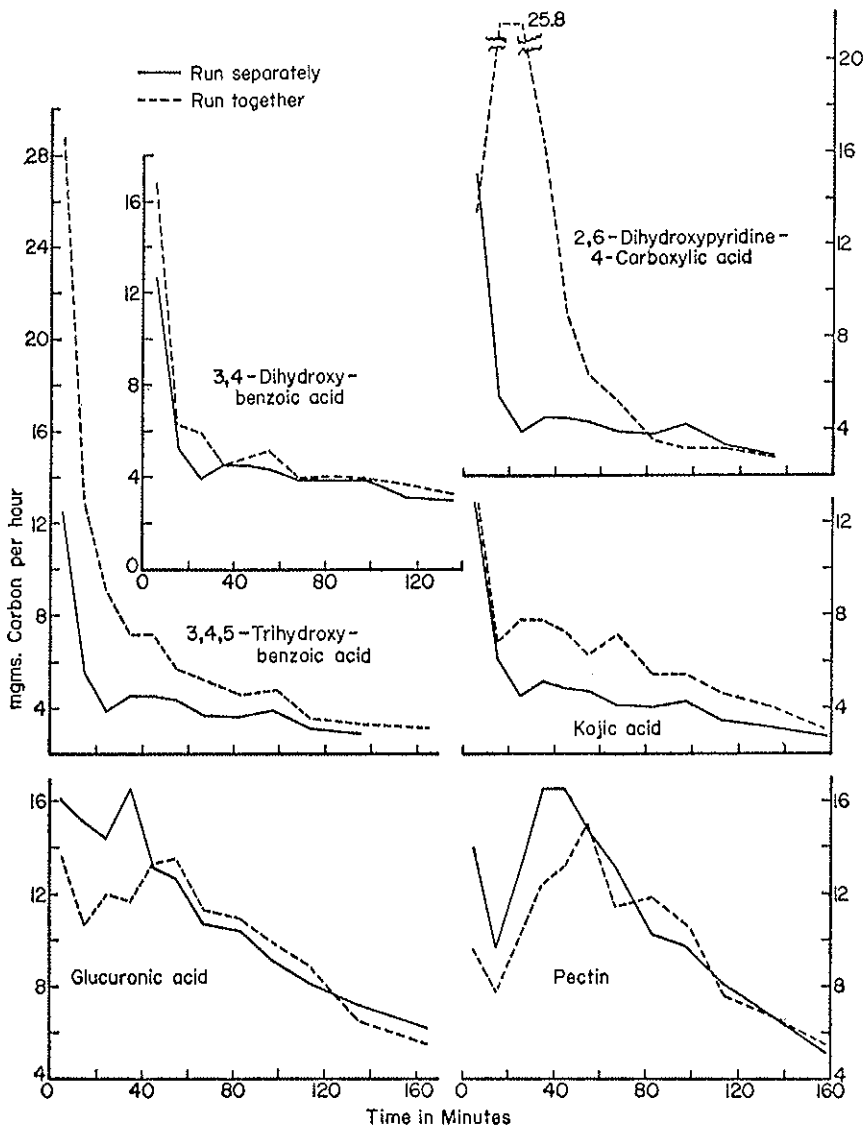 25.8
Run separately
Run together
20
16
12
8
4
2,6-Dihydroxypyridine-
4-Carboxylic acid
28
24
20
16
12
8
4
mgms. Carbon per hour
16
12
8
4
0
3,4-Dihydroxy-
benzoic acid
0 40 80 120
3,4,5-Trihydroxy-
benzoic acid
12
8
4
Kojic acid
16
12
8
4
Glucuronic acid
0 40 80 120 160
16
12
8
4
Pectin
0 40 80 120 160
Time in Minutes